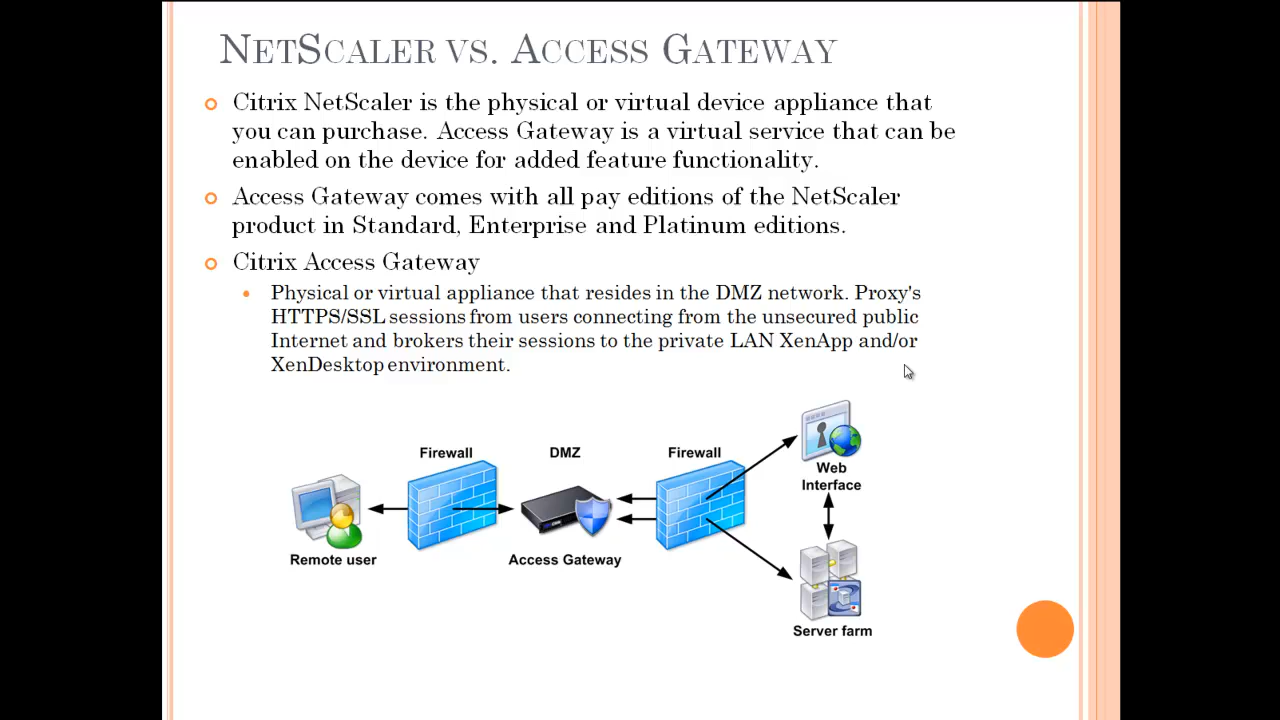 NetScaler vs. Access Gateway
Citrix NetScaler is the physical or virtual device appliance that
you can purchase. Access Gateway is a virtual service that can be
enabled on the device for added feature functionality.
Access Gateway comes with all pay editions of the NetScaler
product in Standard, Enterprise and Platinum editions.
Citrix Access Gateway
Physical or virtual appliance that resides in the DMZ network. Proxy's
HTTPS/SSL sessions from users connecting from the unsecured public
Internet and brokers their sessions to the private LAN XenApp and/or
XenDesktop environment.
Firewall
DMZ
Firewall
Web
Interface
Remote user
Access Gateway
Server farm